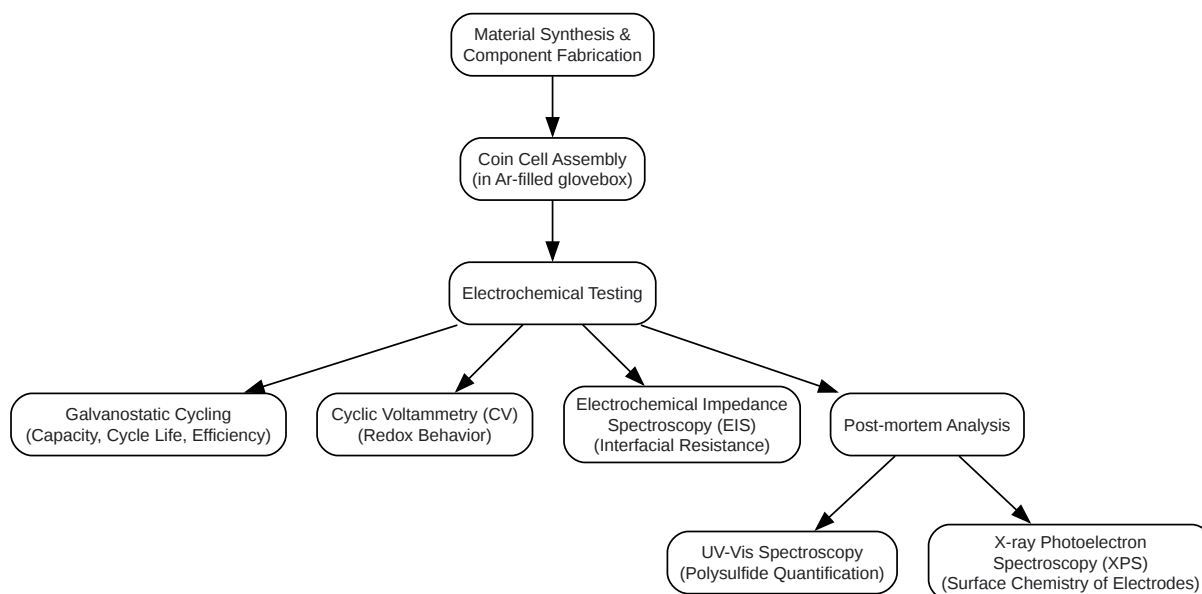 Material Synthesis &
Component Fabrication
Coin Cell Assembly
(in Ar-filled glovebox)
Electrochemical Testing
Galvanostatic Cycling
(Capacity, Cycle Life, Efficiency)
Cyclic Voltammetry (CV)
(Redox Behavior)
Electrochemical Impedance
Spectroscopy (EIS)
(Interfacial Resistance)
Post-mortem Analysis
UV-Vis Spectroscopy
(Polysulfide Quantification)
X-ray Photoelectron
Spectroscopy (XPS)
(Surface Chemistry of Electrodes)